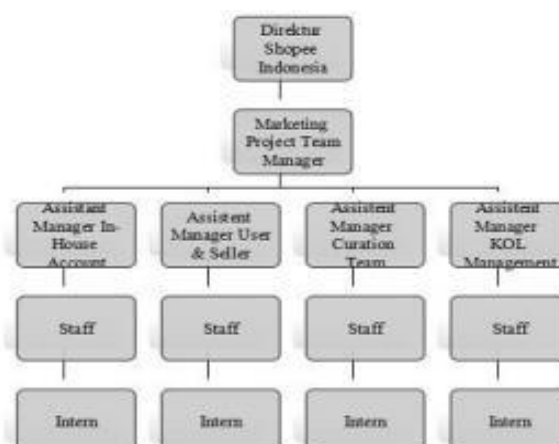 Direktur
Shopee
Indonesia
Marketing
Project Team
Manager
Assistant
Manager In-
House
Account
Assistent
Manager User
& Seller
Assistent
Manager
Curation
Team
Assistent
Manager
KOL
Management
Staff
Staff
Staff
Staff
Intern
Intern
Intern
Intern